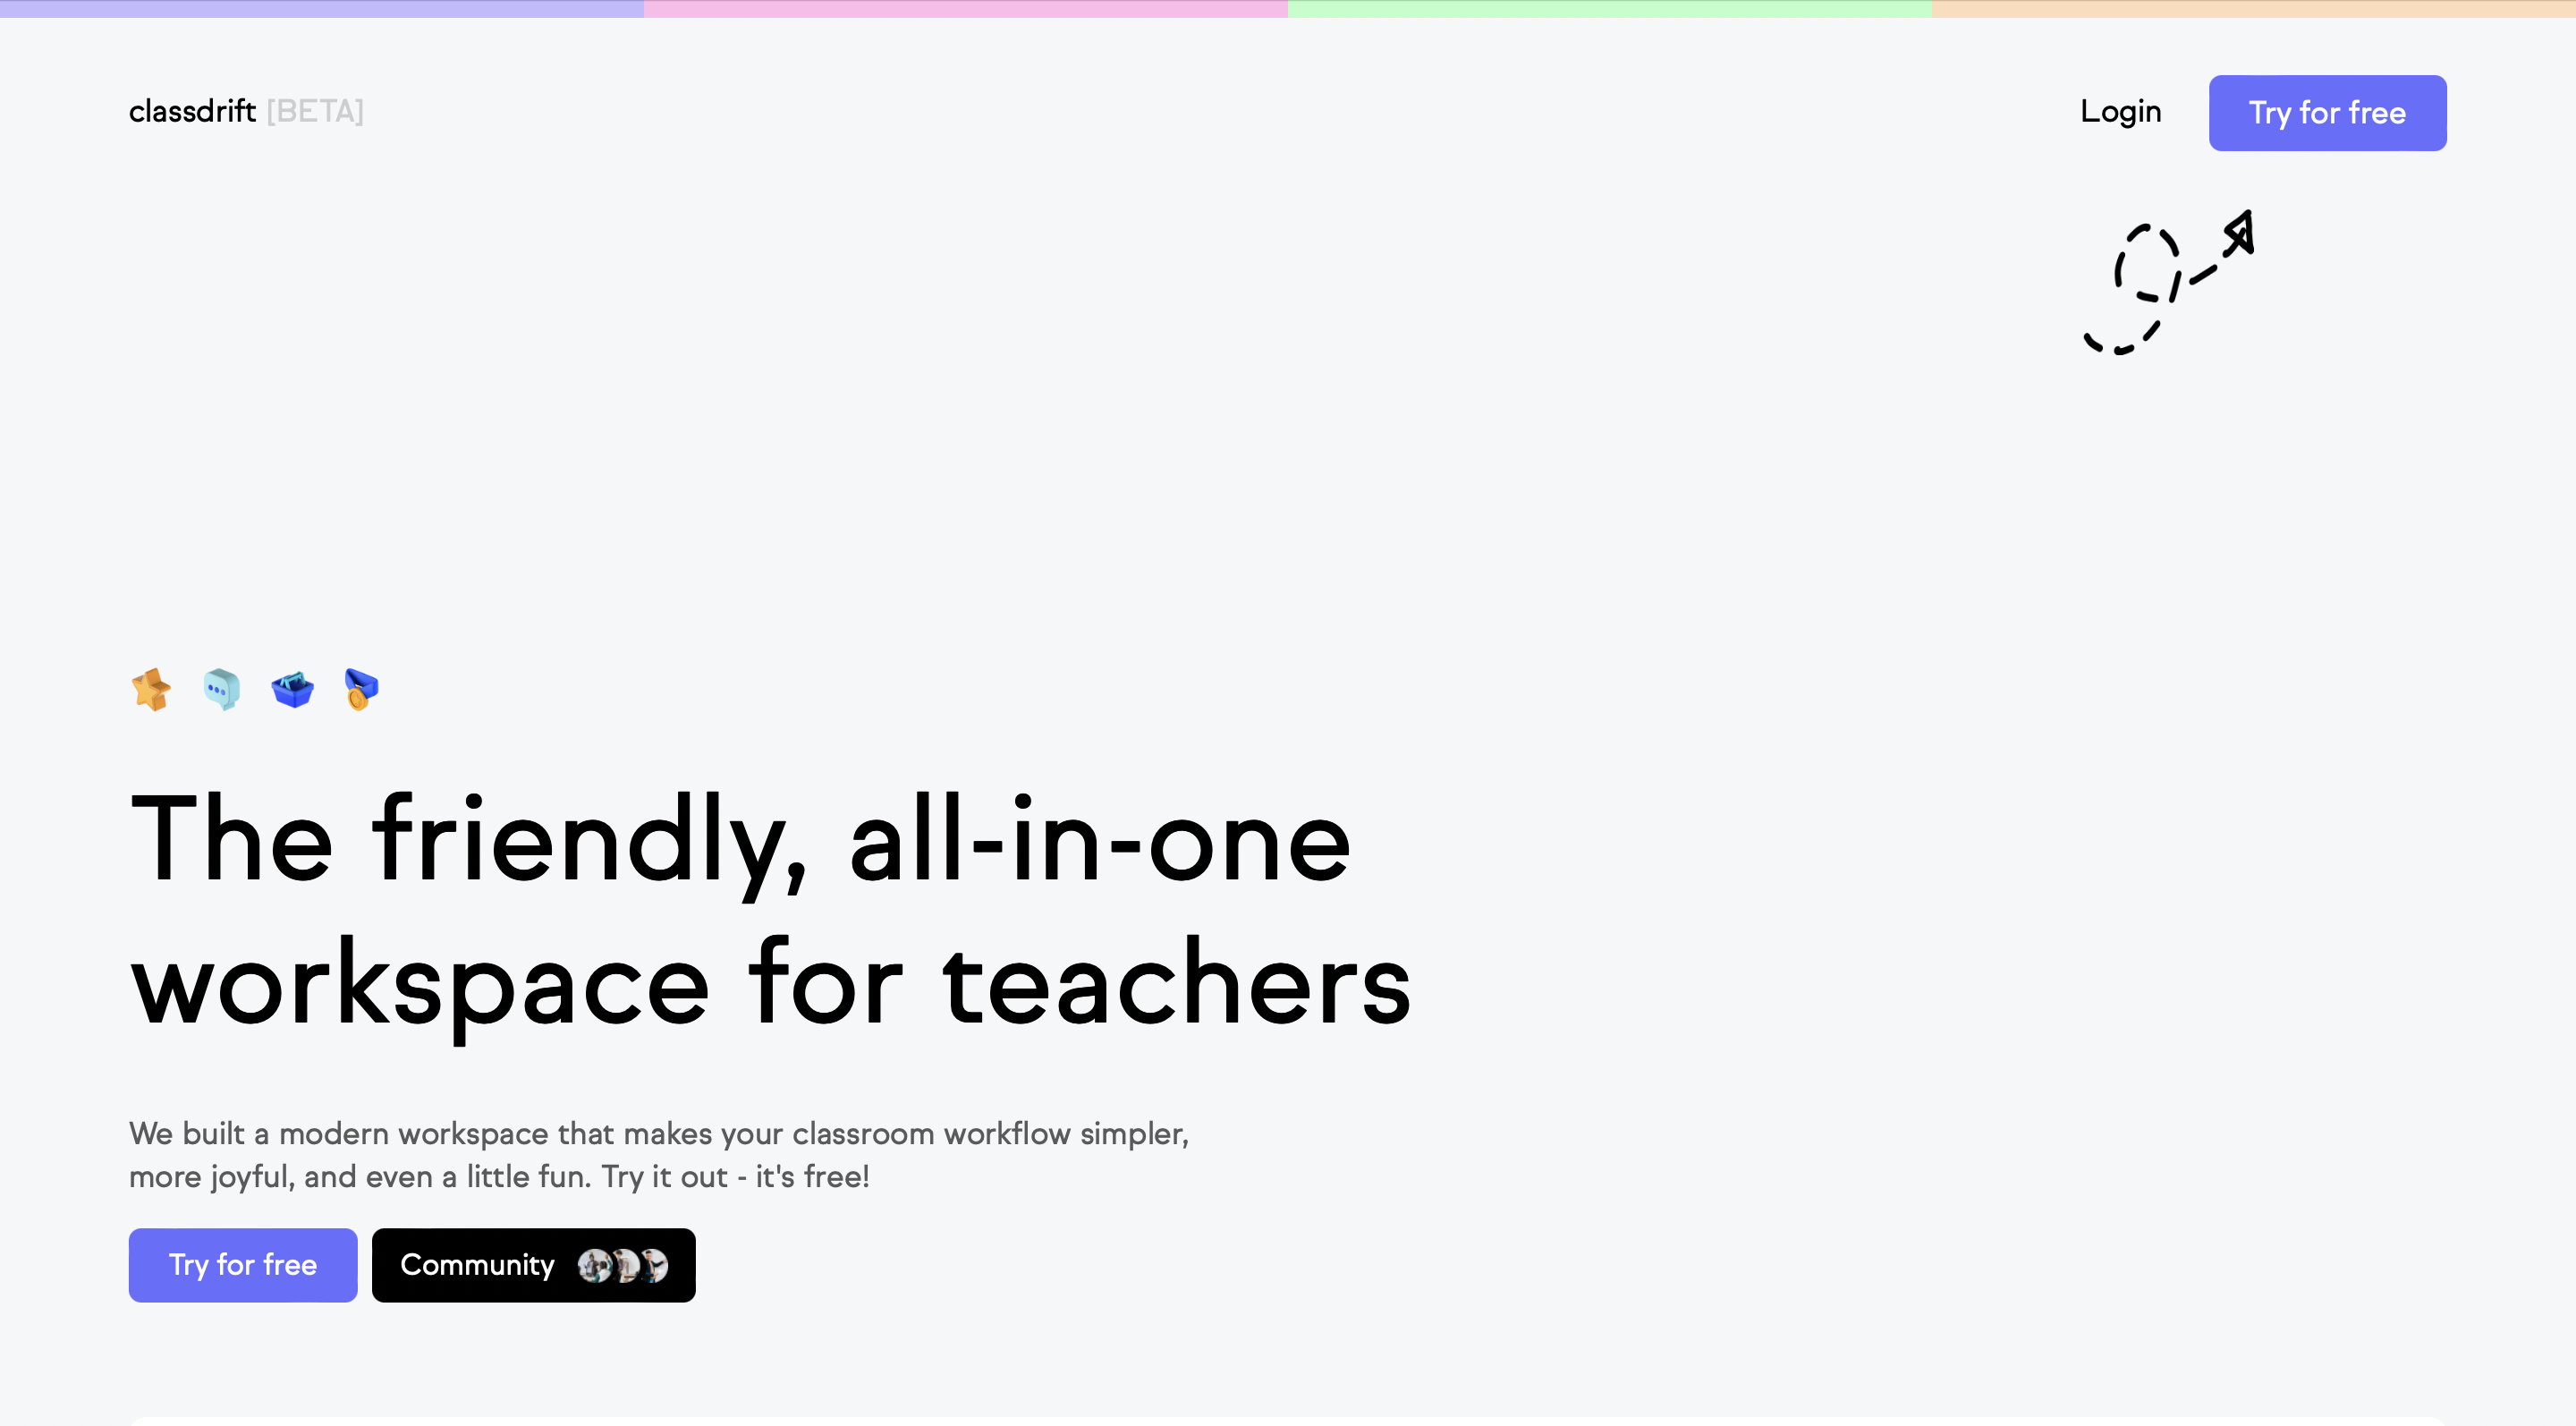 classdrift [BETA]
Login
Try for free
The friendly, all-in-one
workspace for teachers
We built a modern workspace that makes your classroom workflow simpler,
more joyful, and even a little fun. Try it out - it's free!
Try for free
Community